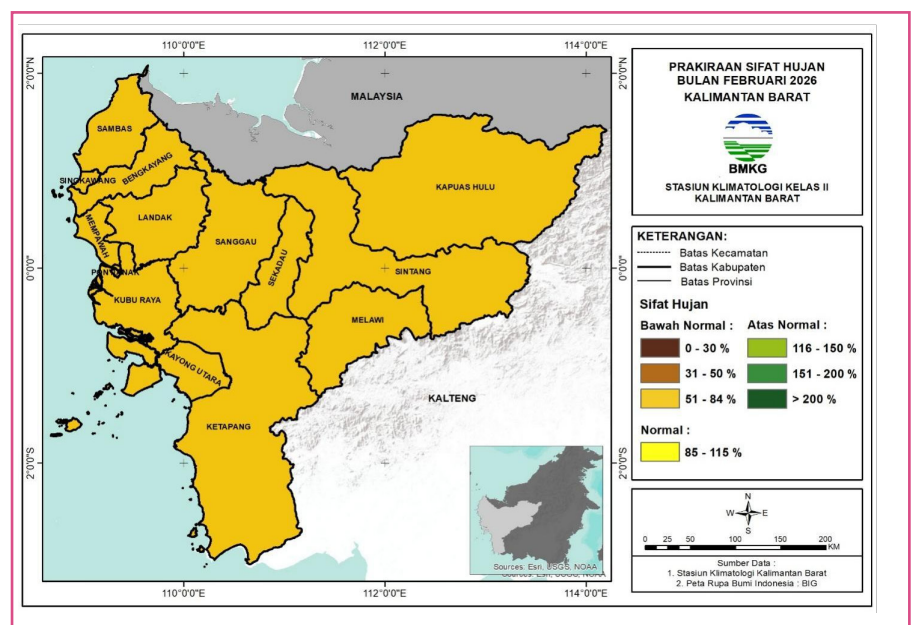 110°0'0"E 112°0'0"E 114°0'0"E
2°0'0"N
0°0'0"
2°0'0"S
2°0'0"N
0°0'0"
2°0'0"S
MALAYSIA
SAMBAS
BENGKAYANG
SINGKAWANG
KAPUAS HULU
LANDAK
MEMPAWAH
SANGGAU
SEKADAU
SINTANG
PONTIANAK
KUBU RAYA
MELAWI
KAYONG UTARA
KALTENG
KETAPANG
Sources: Esri, USGS, NOAA
Sources: Esri, USGS, NOAA
110°0'0"E 112°0'0"E 114°0'0"E
PRAKIRAAN SIFAT HUJAN
BULAN FEBRUARI 2026
KALIMANTAN BARAT
BMKG
STASIUN KLIMATOLOGI KELAS II
KALIMANTAN BARAT
KETERANGAN:
Batas Kecamatan
Batas Kabupaten
Batas Provinsi
Sifat Hujan
Bawah Normal : Atas Normal :
0 - 30 % 116 - 150 %
31 - 50 % 151 - 200 %
51 - 84 % > 200 %
Normal :
85 - 115 %
N
W E
S
0 25 50 100 150 200
KM
Sumber Data :
1. Stasiun Klimatologi Kalimantan Barat
2. Peta Rupa Bumi Indonesia : BIG